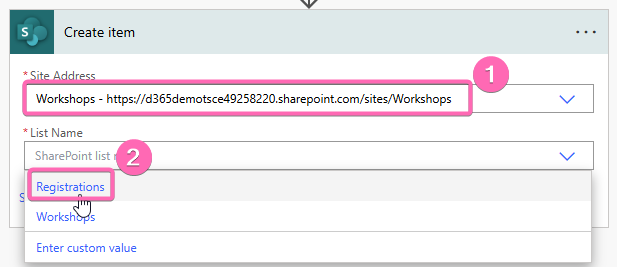 Create item
* Site Address
1
Workshops - https://d365demotsce49258220.sharepoint.com/sites/Workshops
* List Name
SharePoint list
2
Registrations
S
Workshops
Enter custom value